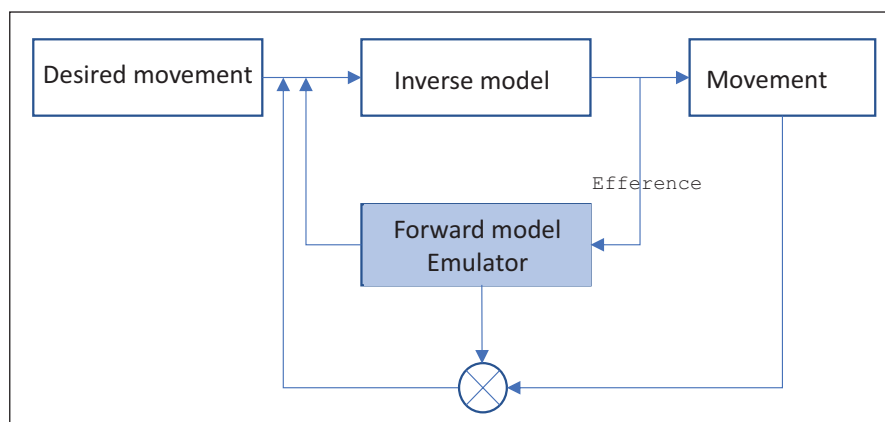 Desired movement
Inverse model
Movement
Efference
Forward model
Emulator